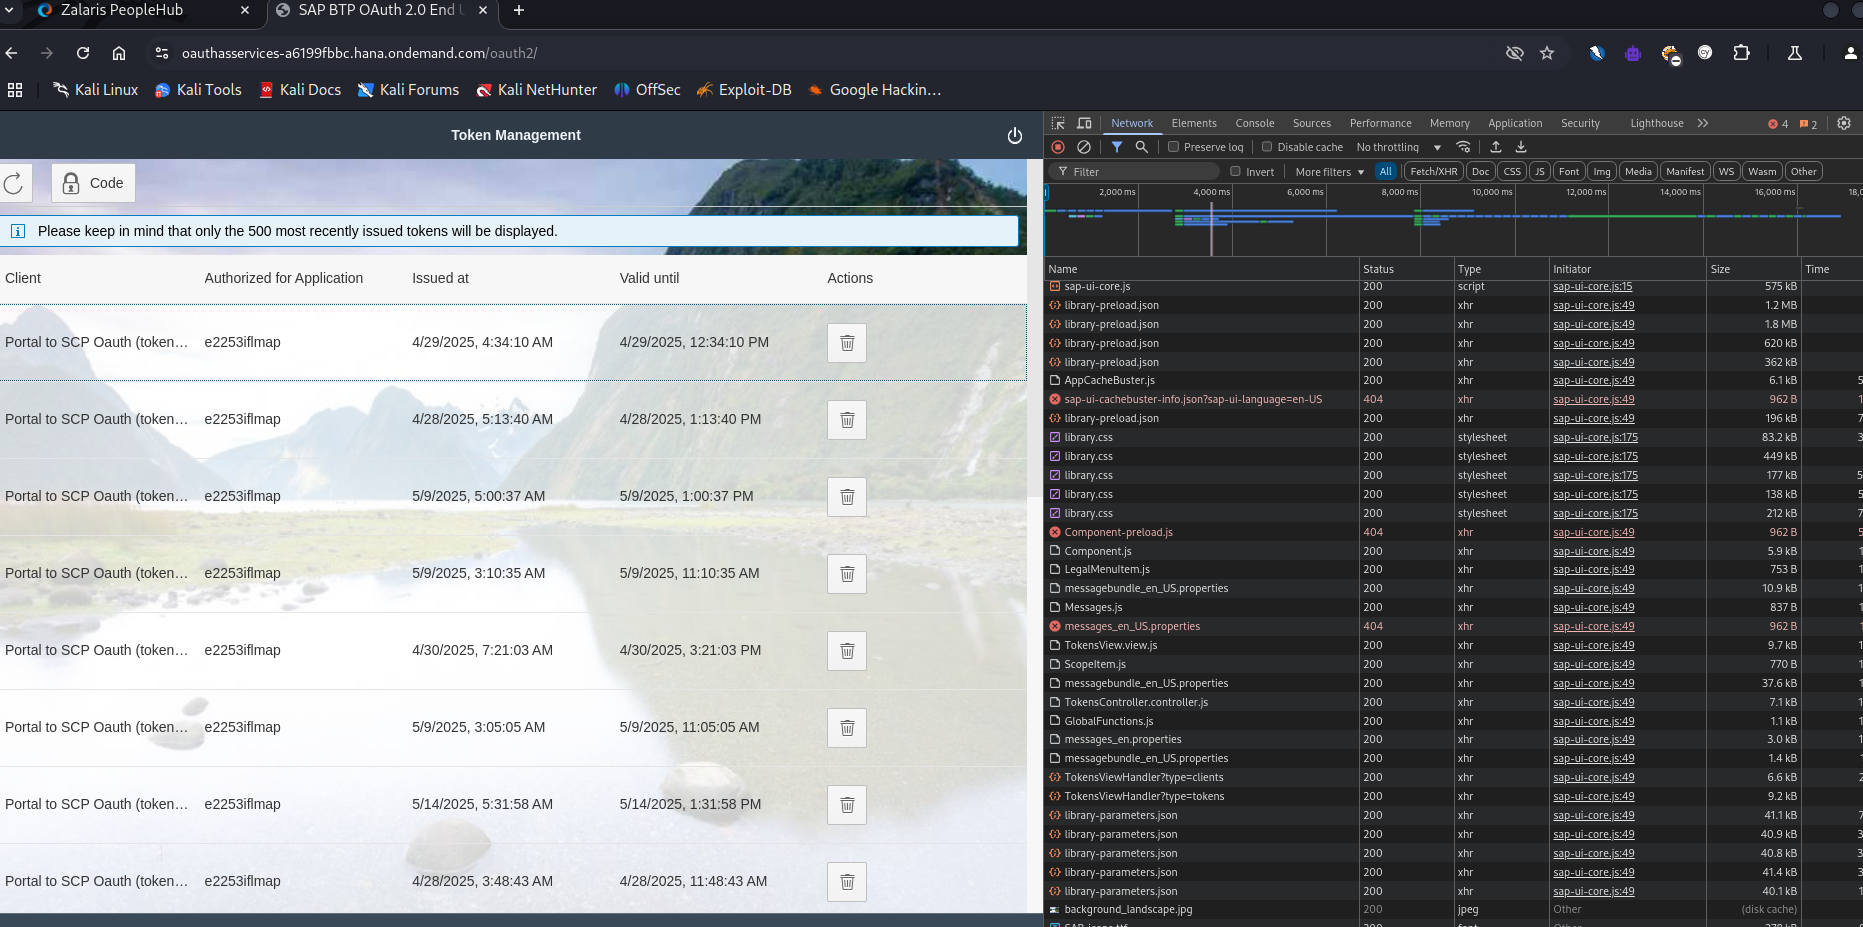 Zalaris PeopleHub
SAP BTP OAuth 2.0 End U
oauthasservices-a6199fbbc.hana.ondemand.com/oauth2/
Kali Linux Kali Tools Kali Docs Kali Forums Kali NetHunter OffSec Exploit-DB Google Hackin…
Token Management
Code
Please keep in mind that only the 500 most recently issued tokens will be displayed.
Client Authorized for Application Issued at Valid until Actions
Portal to SCP Oauth (token… e2253iflmap 4/29/2025, 4:34:10 AM 4/29/2025, 12:34:10 PM
Portal to SCP Oauth (token… e2253iflmap 4/28/2025, 5:13:40 AM 4/28/2025, 1:13:40 PM
Portal to SCP Oauth (token… e2253iflmap 5/9/2025, 5:00:37 AM 5/9/2025, 1:00:37 PM
Portal to SCP Oauth (token… e2253iflmap 5/9/2025, 3:10:35 AM 5/9/2025, 11:10:35 AM
Portal to SCP Oauth (token… e2253iflmap 4/30/2025, 7:21:03 AM 4/30/2025, 3:21:03 PM
Portal to SCP Oauth (token… e2253iflmap 5/9/2025, 3:05:05 AM 5/9/2025, 11:05:05 AM
Portal to SCP Oauth (token… e2253iflmap 5/14/2025, 5:31:58 AM 5/14/2025, 1:31:58 PM
Portal to SCP Oauth (token… e2253iflmap 4/28/2025, 3:48:43 AM 4/28/2025, 11:48:43 AM
Network Elements Console Sources Performance Memory Application Security Lighthouse 4 2
Preserve log Disable cache No throttling
Filter Invert More filters All Fetch/XHR Doc CSS JS Font Img Media Manifest WS Wasm Other
2,000 ms 4,000 ms 6,000 ms 8,000 ms 10,000 ms 12,000 ms 14,000 ms 16,000 ms 18,0
Name Status Type Initiator Size Time
sap-ui-core.js 200 script sap-ui-core.js:15 575 kB
library-preload.json 200 xhr sap-ui-core.js:49 1.2 MB
library-preload.json 200 xhr sap-ui-core.js:49 1.8 MB
library-preload.json 200 xhr sap-ui-core.js:49 620 kB
library-preload.json 200 xhr sap-ui-core.js:49 362 kB
AppCacheBuster.js 200 xhr sap-ui-core.js:49 6.1 kB 5
sap-ui-cachebuster-info.json?sap-ui-language=en-US 404 xhr sap-ui-core.js:49 962 B 1
library-preload.json 200 xhr sap-ui-core.js:49 196 kB 7
library.css 200 stylesheet sap-ui-core.js:175 83.2 kB 3
library.css 200 stylesheet sap-ui-core.js:175 449 kB
library.css 200 stylesheet sap-ui-core.js:175 177 kB 5
library.css 200 stylesheet sap-ui-core.js:175 138 kB 5
library.css 200 stylesheet sap-ui-core.js:175 212 kB 7
Component-preload.js 404 xhr sap-ui-core.js:49 962 B 5
Component.js 200 xhr sap-ui-core.js:49 5.9 kB 1
LegalMenuItem.js 200 xhr sap-ui-core.js:49 753 B 1
messagebundle_en_US.properties 200 xhr sap-ui-core.js:49 10.9 kB 1
Messages.js 200 xhr sap-ui-core.js:49 837 B 1
messages_en_US.properties 404 xhr sap-ui-core.js:49 962 B 1
TokensView.view.js 200 xhr sap-ui-core.js:49 9.7 kB 1
ScopeItem.js 200 xhr sap-ui-core.js:49 770 B 1
messagebundle_en_US.properties 200 xhr sap-ui-core.js:49 37.6 kB 1
TokensController.controller.js 200 xhr sap-ui-core.js:49 7.1 kB 1
GlobalFunctions.js 200 xhr sap-ui-core.js:49 1.1 kB 1
messages_en.properties 200 xhr sap-ui-core.js:49 3.0 kB 1
messagebundle_en_US.properties 200 xhr sap-ui-core.js:49 1.4 kB 1
TokensViewHandler?type=clients 200 xhr sap-ui-core.js:49 6.6 kB 2
TokensViewHandler?type=tokens 200 xhr sap-ui-core.js:49 9.2 kB
library-parameters.json 200 xhr sap-ui-core.js:49 41.1 kB 7
library-parameters.json 200 xhr sap-ui-core.js:49 40.9 kB 3
library-parameters.json 200 xhr sap-ui-core.js:49 40.8 kB 3
library-parameters.json 200 xhr sap-ui-core.js:49 41.4 kB 3
library-parameters.json 200 xhr sap-ui-core.js:49 40.1 kB 1
background_landscape.jpg 200 jpeg Other (disk cache)